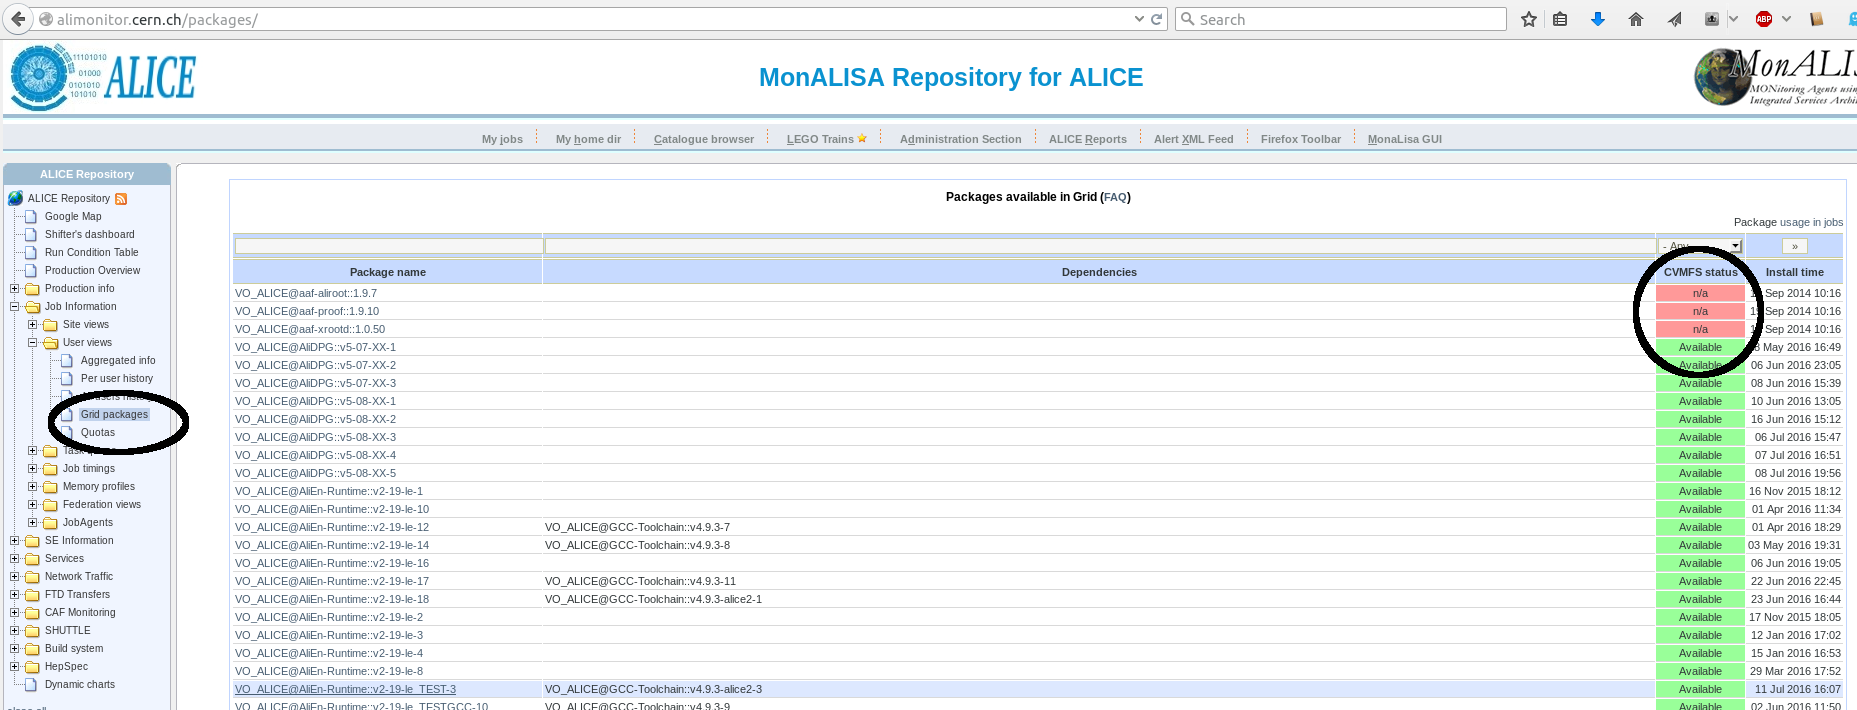 alimonitor.cern.ch/packages/
Search
ABP
11101010
01000
0101010
101010
ALICE
MonALISA Repository for ALICE
MonALIS
MONitoring Agents using
Integrated Services Archi
My jobs
My home dir
Catalogue browser
LEGO Trains
Administration Section
ALICE Reports
Alert XML Feed
Firefox Toolbar
MonaLisa GUI
ALICE Repository
ALICE Repository
Google Map
Shifter's dashboard
Run Condition Table
Production Overview
Production info
Job Information
Site views
User views
Aggregated info
Per user history
Grid packages
Quotas
Job timings
Memory profiles
Federation views
JobAgents
SE Information
Services
Network Traffic
FTD Transfers
CAF Monitoring
SHUTTLE
Build system
HepSpec
Dynamic charts
Packages available in Grid (FAQ)
Package usage in jobs
- Any - »
Package name Dependencies CVMFS status Install time
VO_ALICE@aaf-aliroot::1.9.7 n/a Sep 2014 10:16
VO_ALICE@aaf-proof::1.9.10 n/a Sep 2014 10:16
VO_ALICE@aaf-xrootd::1.0.50 n/a Sep 2014 10:16
VO_ALICE@AliDPG::v5-07-XX-1 Available May 2016 16:49
VO_ALICE@AliDPG::v5-07-XX-2 Available 06 Jun 2016 23:05
VO_ALICE@AliDPG::v5-07-XX-3 Available 08 Jun 2016 15:39
VO_ALICE@AliDPG::v5-08-XX-1 Available 10 Jun 2016 13:05
VO_ALICE@AliDPG::v5-08-XX-2 Available 16 Jun 2016 15:12
VO_ALICE@AliDPG::v5-08-XX-3 Available 06 Jul 2016 15:47
VO_ALICE@AliDPG::v5-08-XX-4 Available 07 Jul 2016 16:51
VO_ALICE@AliDPG::v5-08-XX-5 Available 08 Jul 2016 19:56
VO_ALICE@AliEn-Runtime::v2-19-le-1 Available 16 Nov 2015 18:12
VO_ALICE@AliEn-Runtime::v2-19-le-10 Available 01 Apr 2016 11:34
VO_ALICE@AliEn-Runtime::v2-19-le-12 VO_ALICE@GCC-Toolchain::v4.9.3-7 Available 01 Apr 2016 18:29
VO_ALICE@AliEn-Runtime::v2-19-le-14 VO_ALICE@GCC-Toolchain::v4.9.3-8 Available 03 May 2016 19:31
VO_ALICE@AliEn-Runtime::v2-19-le-16 Available 06 Jun 2016 19:05
VO_ALICE@AliEn-Runtime::v2-19-le-17 VO_ALICE@GCC-Toolchain::v4.9.3-11 Available 22 Jun 2016 22:45
VO_ALICE@AliEn-Runtime::v2-19-le-18 VO_ALICE@GCC-Toolchain::v4.9.3-alice2-1 Available 23 Jun 2016 16:44
VO_ALICE@AliEn-Runtime::v2-19-le-2 Available 17 Nov 2015 18:05
VO_ALICE@AliEn-Runtime::v2-19-le-3 Available 12 Jan 2016 17:02
VO_ALICE@AliEn-Runtime::v2-19-le-4 Available 15 Jan 2016 16:53
VO_ALICE@AliEn-Runtime::v2-19-le-8 Available 29 Mar 2016 17:52
VO_ALICE@AliEn-Runtime::v2-19-le_TEST-3 VO_ALICE@GCC-Toolchain::v4.9.3-alice2-3 Available 11 Jul 2016 16:07
VO_ALICE@AliEn-Runtime::v2-19-le_TESTGCC-10 VO_ALICE@GCC-Toolchain::v4.9.3-9 Available 02 Jun 2016 11:50